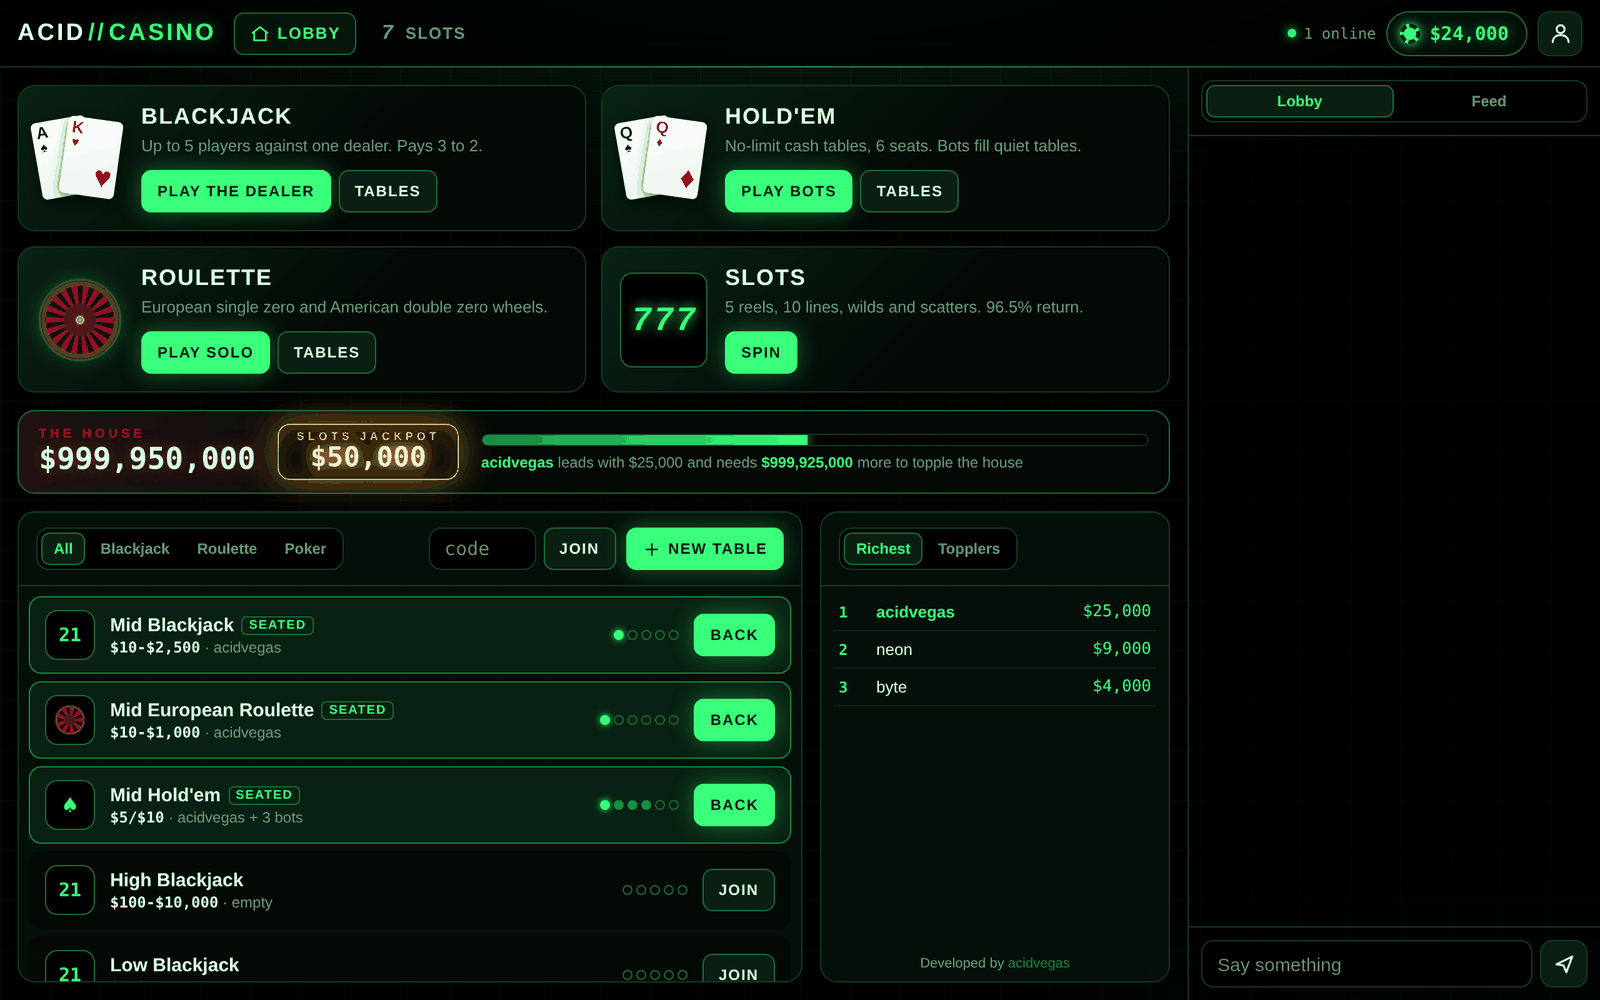 ACID//CASINO
LOBBY
7 SLOTS
1 online
$24,000
A
K
BLACKJACK
Up to 5 players against one dealer. Pays 3 to 2.
PLAY THE DEALER
TABLES
Q
Q
HOLD'EM
No-limit cash tables, 6 seats. Bots fill quiet tables.
PLAY BOTS
TABLES
ROULETTE
European single zero and American double zero wheels.
PLAY SOLO
TABLES
777
SLOTS
5 reels, 10 lines, wilds and scatters. 96.5% return.
SPIN
THE HOUSE
$999,950,000
SLOTS JACKPOT
$50,000
acidvegas leads with $25,000 and needs $999,925,000 more to topple the house
All
Blackjack
Roulette
Poker
code
JOIN
+ NEW TABLE
21
Mid Blackjack SEATED
$10-$2,500 · acidvegas
BACK
Mid European Roulette SEATED
$10-$1,000 · acidvegas
BACK
Mid Hold'em SEATED
$5/$10 · acidvegas + 3 bots
BACK
21
High Blackjack
$100-$10,000 · empty
JOIN
21
Low Blackjack
JOIN
Richest
Topplers
1 acidvegas $25,000
2 neon $9,000
3 byte $4,000
Developed by acidvegas
Lobby
Feed
Say something